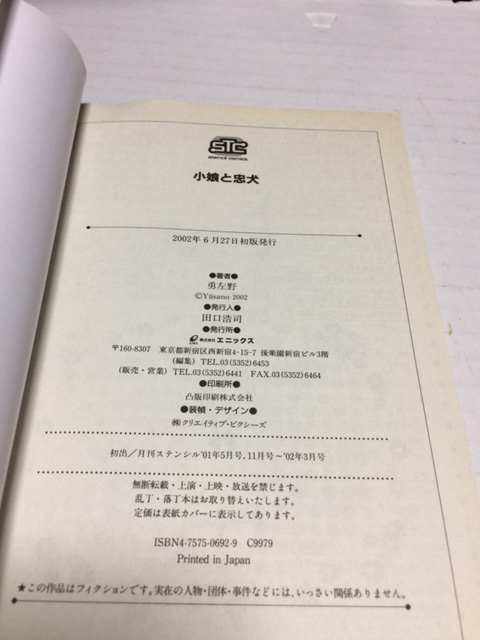 STC
stencil comics
小娘と忠犬
2002年6月27日初版発行
●著者●
勇左野
©Yūsano 2002
●発行人●
田口浩司
●発行所●
株式会社 エニックス
〒160-8307 東京都新宿区西新宿4-15-7 後楽園新宿ビル3階
(編集) TEL.03(5352)6453
(販売・営業) TEL.03(5352)6441 FAX.03(5352)6464
●印刷所●
凸版印刷株式会社
●装幀・デザイン●
㈲クリエイティブ・ピクシーズ
初出/月刊ステンシル'01年5月号,11月号~'02年3月号
無断転載・上演・上映・放送を禁じます。
乱丁・落丁本はお取り替えいたします。
定価は表紙カバーに表示してあります。
ISBN4-7575-0692-9 C9979
Printed in Japan
★この作品はフィクションです。実在の人物・団体・事件などには、いっさい関係ありません。